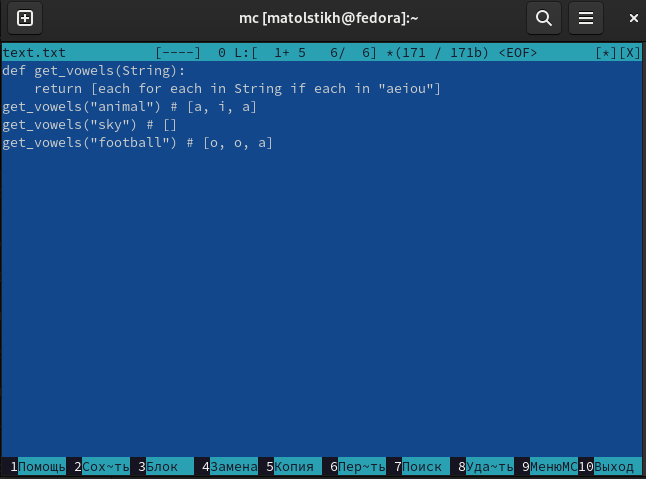 mc [matolstikh@fedora]:~
text.txt [----] 0 L:[ 1+ 5 6/ 6] *(171 / 171b) <EOF> [*][X]
def get_vowels(String):
    return [each for each in String if each in "aeiou"]
get_vowels("animal") # [a, i, a]
get_vowels("sky") # []
get_vowels("football") # [o, o, a]
1Помощь 2Сох~ть 3Блок 4Замена 5Копия 6Пер~ть 7Поиск 8Уда~ть 9МенюМС 10Выход